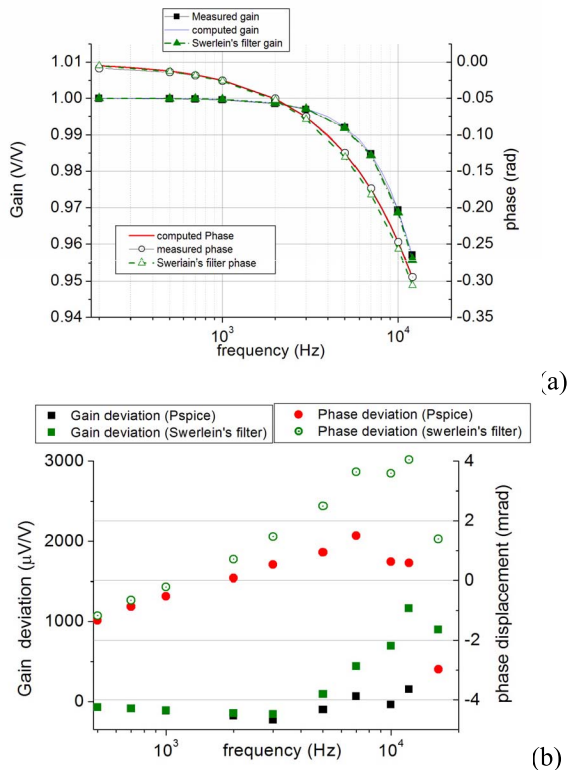 Measured gain
computed gain
Swerlein's filter gain
1.01
1.00
0.99
0.98
0.97
0.96
0.95
0.94
Gain (V/V)
0.00
-0.05
-0.10
-0.15
-0.20
-0.25
-0.30
-0.35
phase (rad)
computed Phase
measured phase
Swerlain's filter phase
10³
10⁴
frequency (Hz)
(a)
Gain deviation (Pspice)
Gain deviation (Swerlein's filter)
Phase deviation (Pspice)
Phase deviation (swerlein's filter)
3000
2000
1000
0
Gain deviation (µV/V)
4
2
0
-2
-4
phase displacement (mrad)
10³
frequency (Hz)
10⁴
(b)